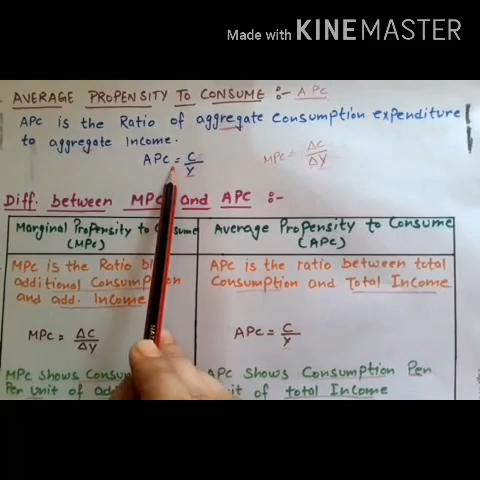 Made with KINEMASTER
AVERAGE PROPENSITY TO CONSUME :- APC
APC is the Ratio of aggregate Consumption expenditure
to aggregate Income.
APC = C/Y
MPC = ΔC/ΔY
Diff. between MPC and APC :-
Marginal Propensity to Consume
(MPC)
Average Propensity to Consume
(APC)
MPC is the Ratio b/
additional Consumption
and add. Income
APC is the ratio between total
Consumption and Total Income
MPC = ΔC/ΔY
APC = C/Y
MPC shows Consu
Per unit of add
APC shows Consumption Per
unit of total Income